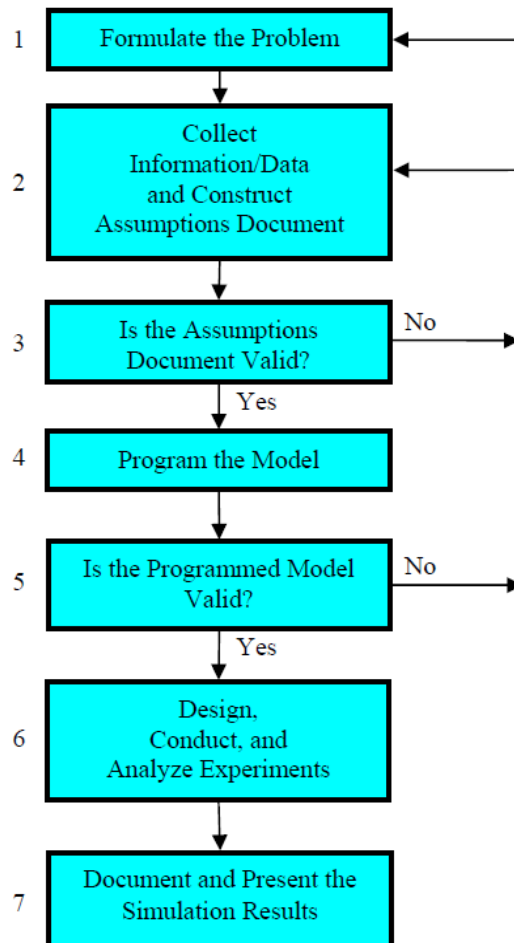 1
Formulate the Problem
2
Collect
Information/Data
and Construct
Assumptions Document
3
Is the Assumptions
Document Valid?
No
Yes
4
Program the Model
5
Is the Programmed Model
Valid?
No
Yes
6
Design,
Conduct, and
Analyze Experiments
7
Document and Present the
Simulation Results